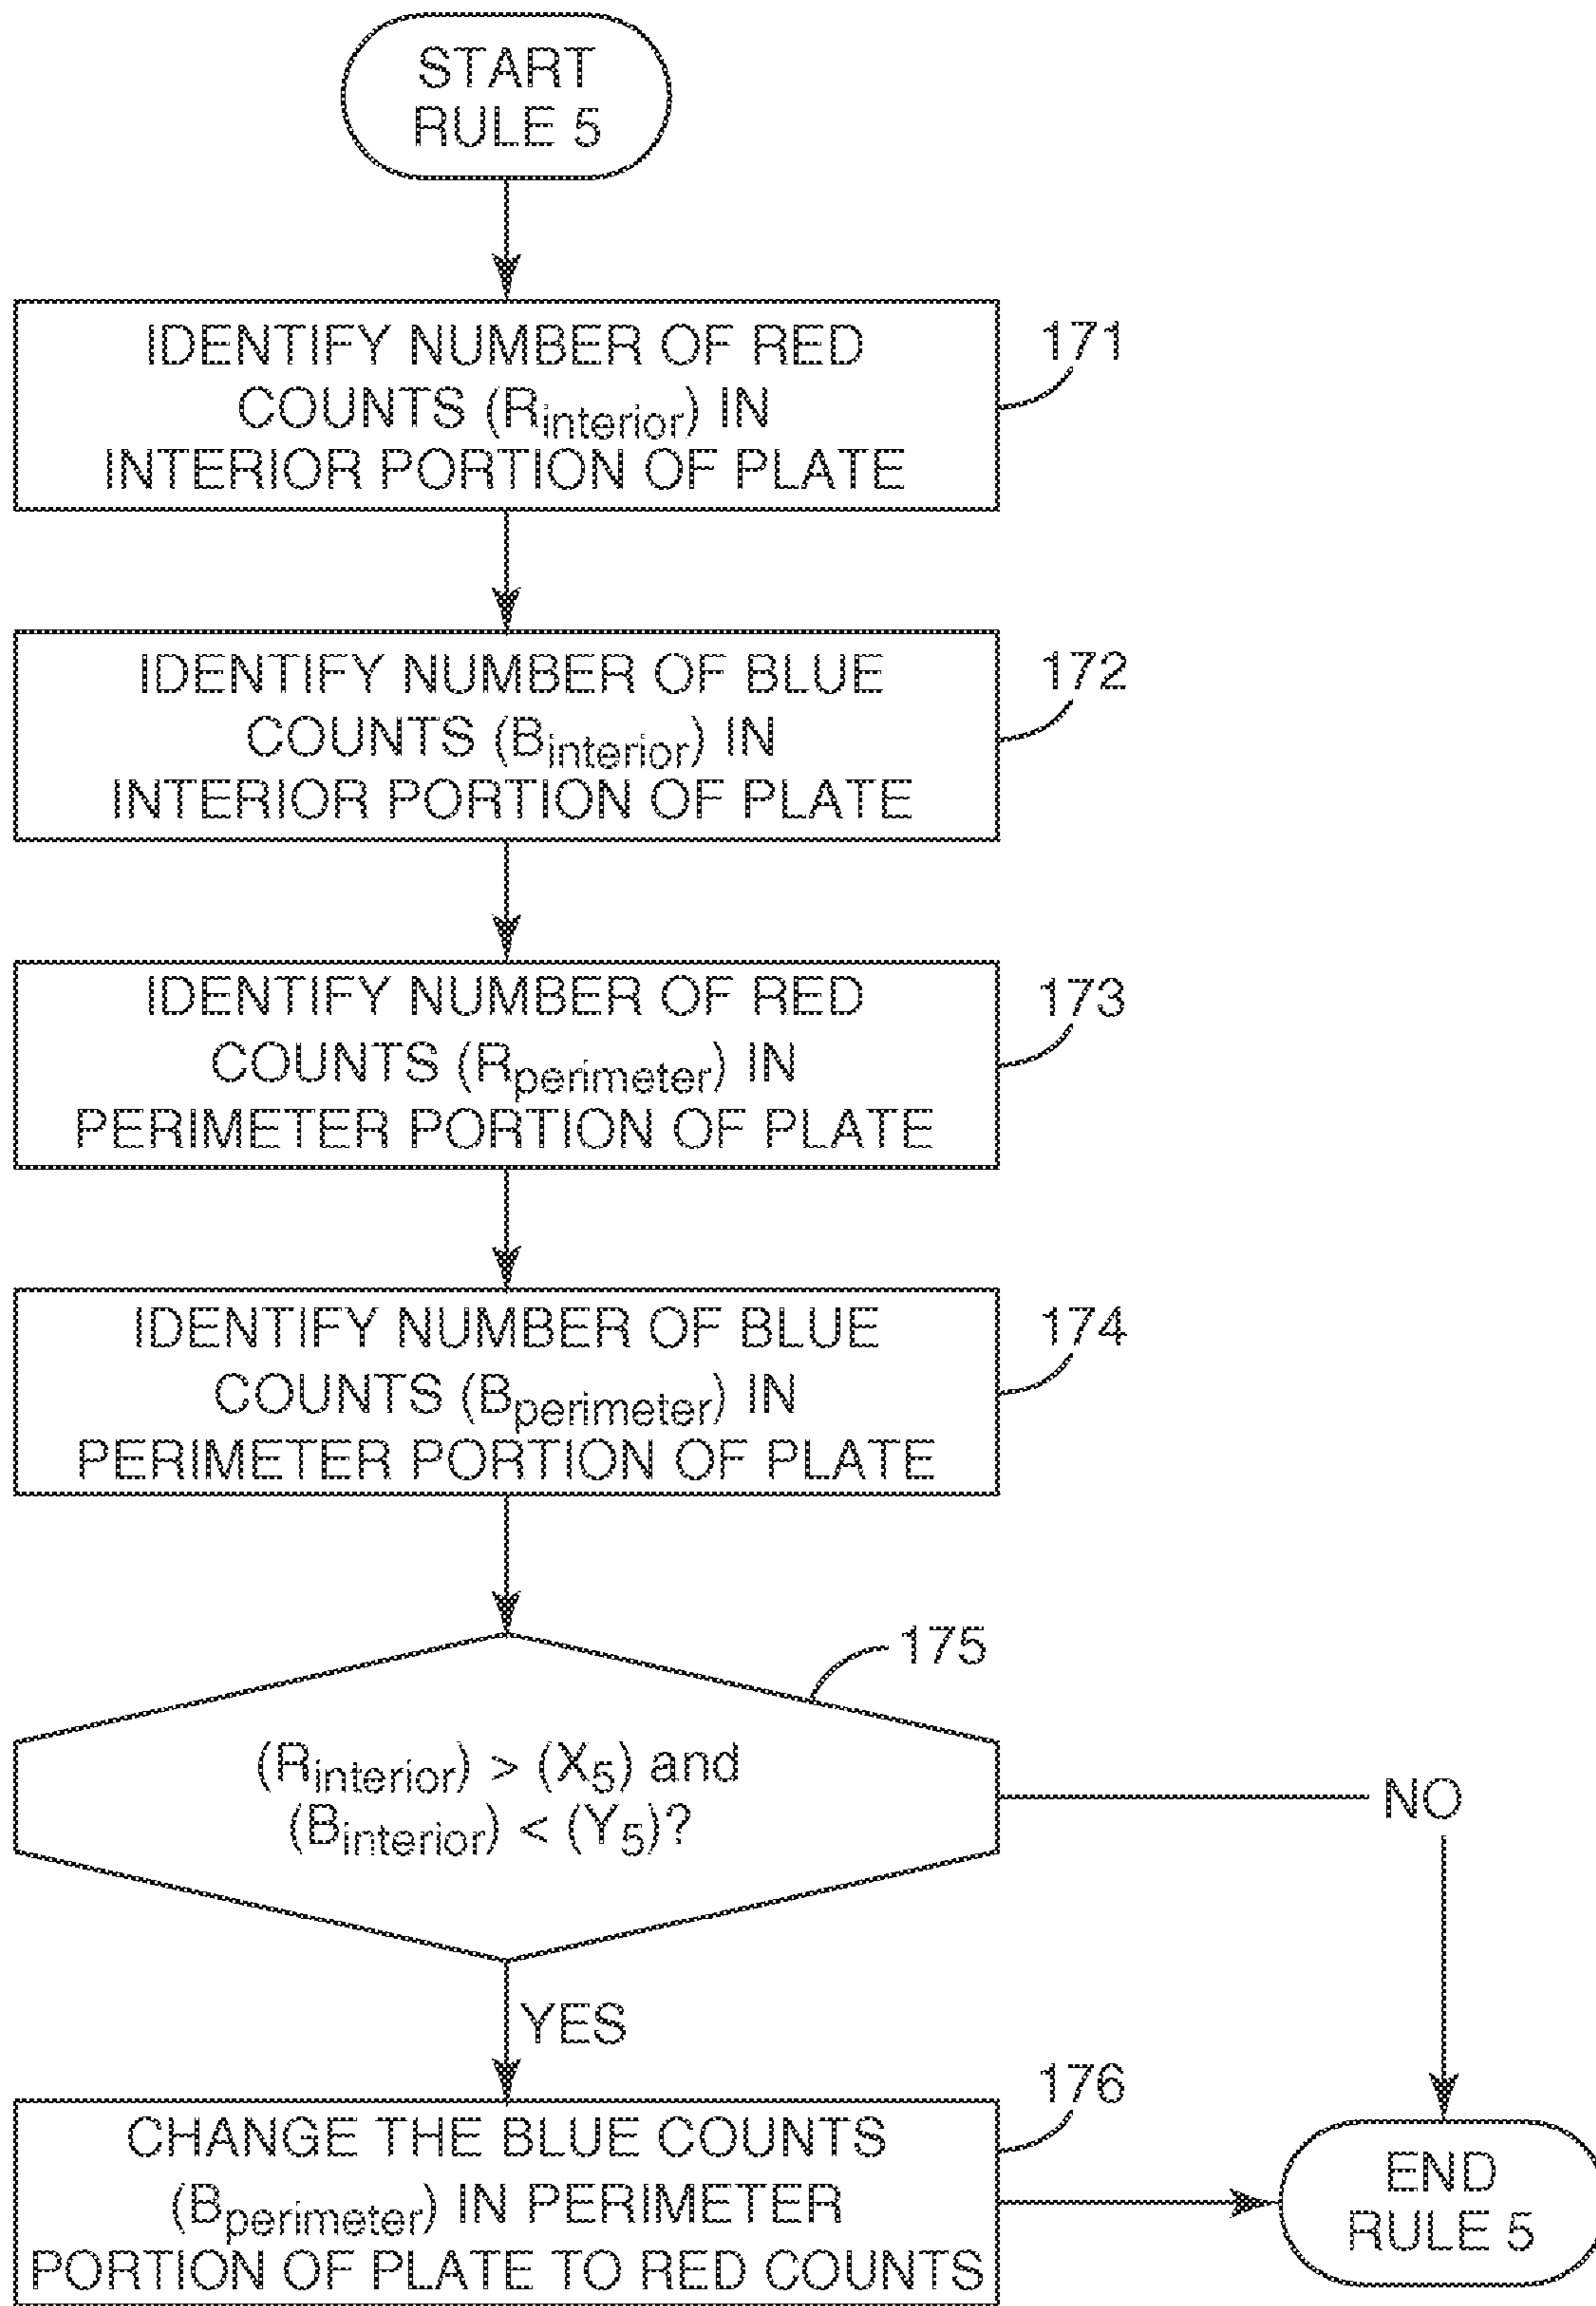 START
RULE 5
IDENTIFY NUMBER OF RED
COUNTS (Rinterior) IN
INTERIOR PORTION OF PLATE
171
IDENTIFY NUMBER OF BLUE
COUNTS (Binterior) IN
INTERIOR PORTION OF PLATE
172
IDENTIFY NUMBER OF RED
COUNTS (Rperimeter) IN
PERIMETER PORTION OF PLATE
173
IDENTIFY NUMBER OF BLUE
COUNTS (Bperimeter) IN
PERIMETER PORTION OF PLATE
174
175
(Rinterior) > (X5) and
(Binterior) < (Y5)?
NO
YES
CHANGE THE BLUE COUNTS
(Bperimeter) IN PERIMETER
PORTION OF PLATE TO RED COUNTS
176
END
RULE 5